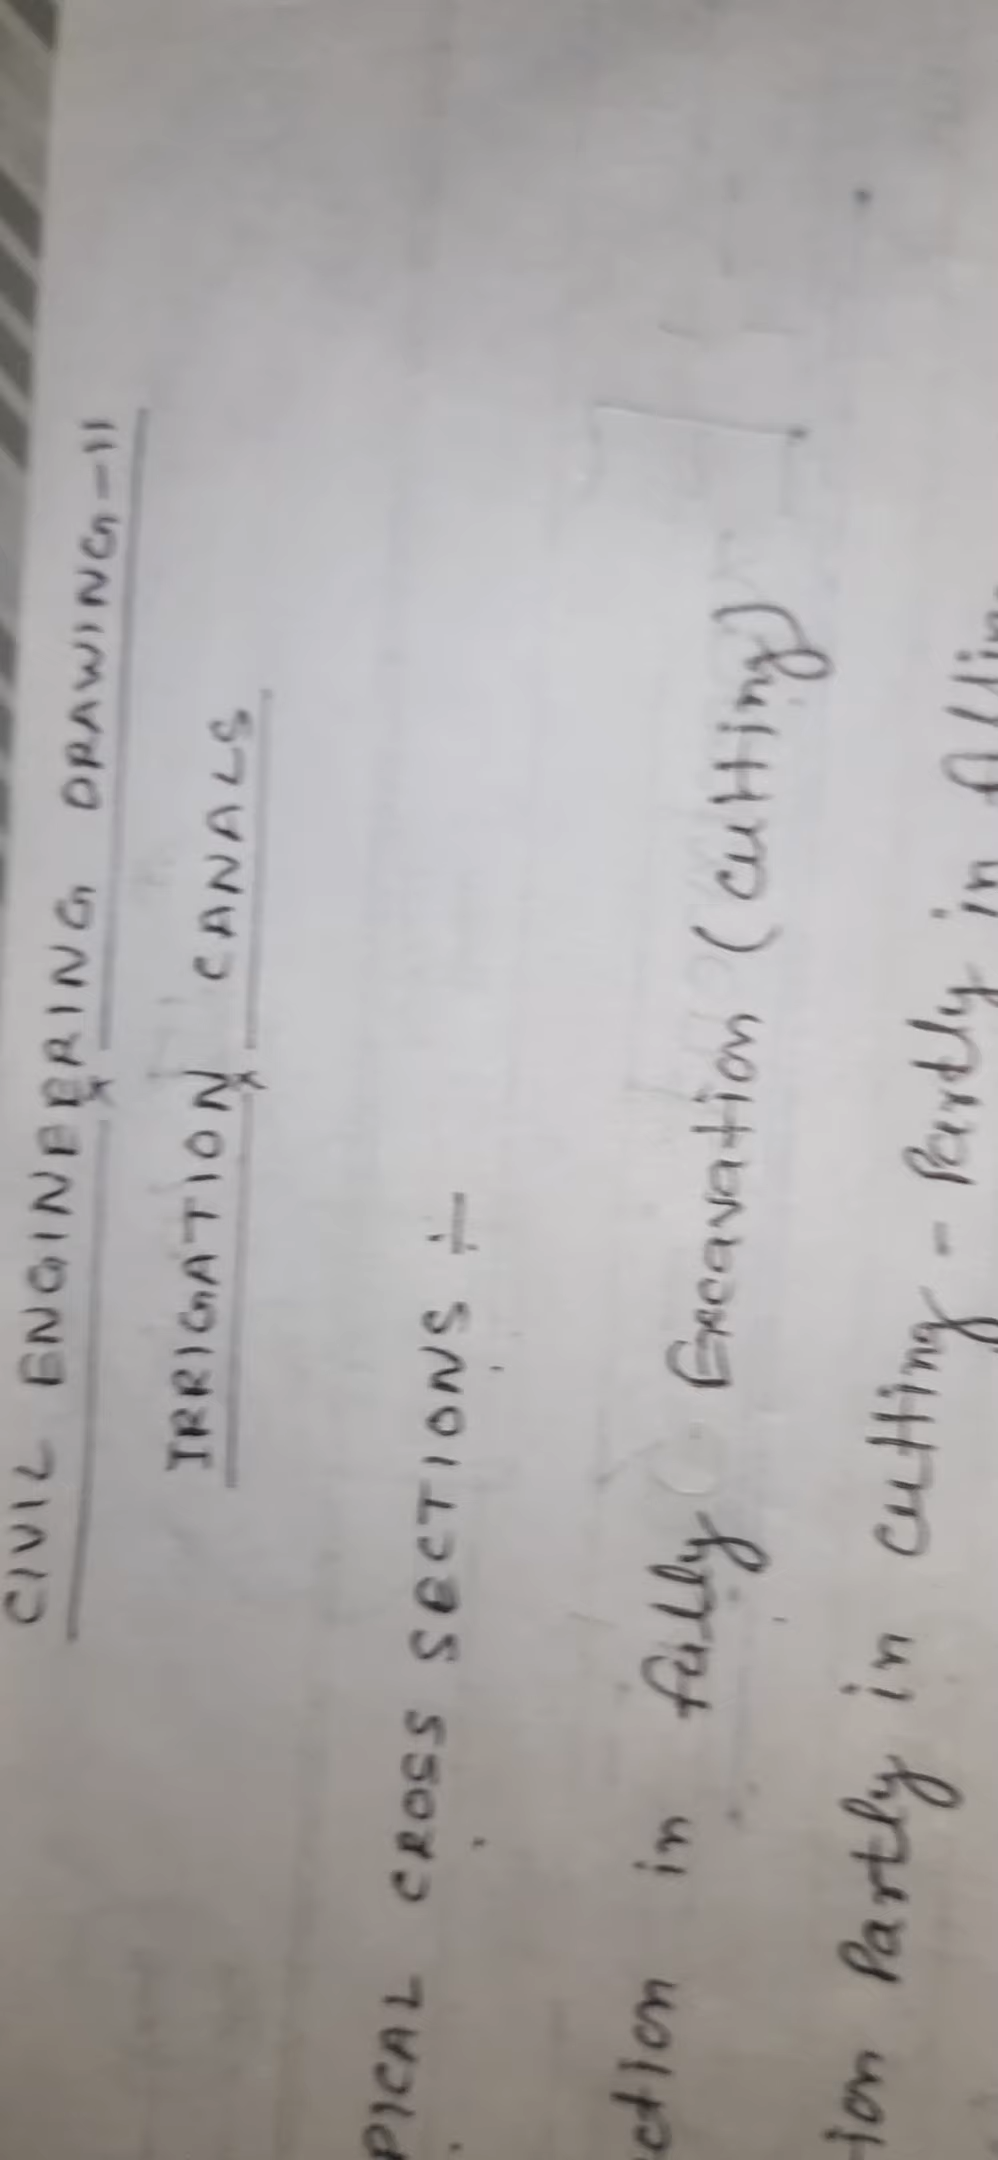 CIVIL ENGINEERING DRAWING-II
IRRIGATION CANALS
PICAL CROSS SECTIONS :-
ction in fully Excavation (cutting)
ion Partly in cutting - Partly in